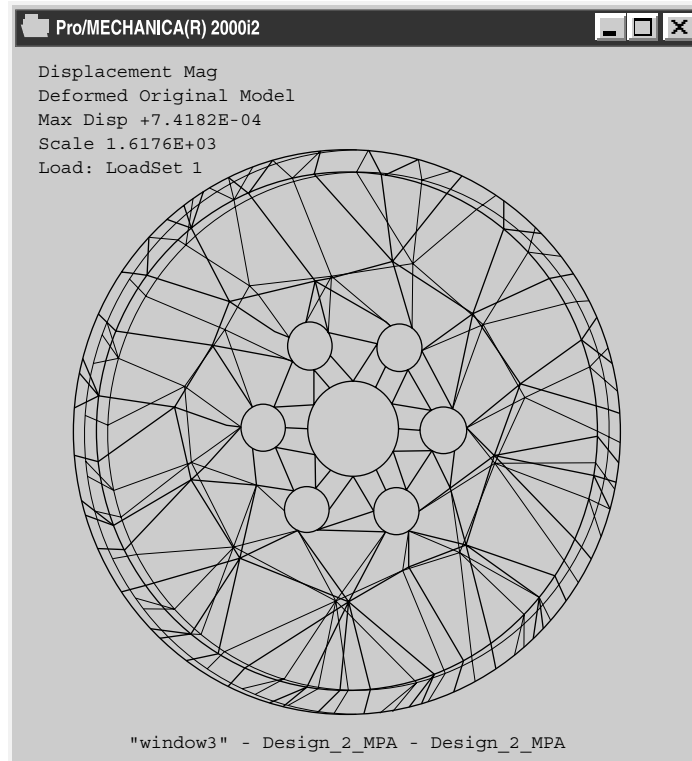 Pro/MECHANICA(R) 2000i2
Displacement Mag
Deformed Original Model
Max Disp +7.4182E-04
Scale 1.6176E+03
Load: LoadSet 1
"window3" - Design_2_MPA - Design_2_MPA